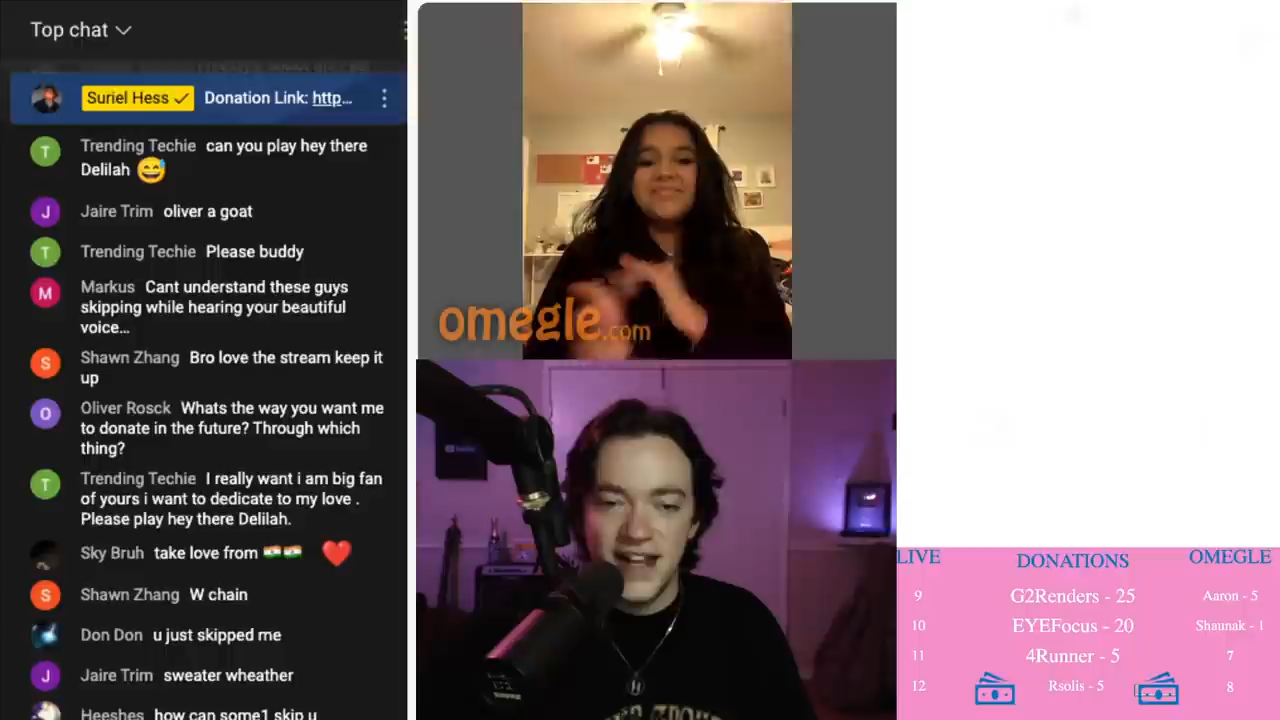 Top chat
Suriel Hess Donation Link: http...
Trending Techie can you play hey there
Delilah 😅
Jaire Trim oliver a goat
Trending Techie Please buddy
Markus Cant understand these guys
skipping while hearing your beautiful
voice...
Shawn Zhang Bro love the stream keep it
up
Oliver Rosck Whats the way you want me
to donate in the future? Through which
thing?
Trending Techie I really want i am big fan
of yours i want to dedicate to my love .
Please play hey there Delilah.
Sky Bruh take love from 🇮🇳🇮🇳 ❤️
Shawn Zhang W chain
Don Don u just skipped me
Jaire Trim sweater wheather
Heeshes how can some1 skip u
omegle.com
LIVE DONATIONS OMEGLE
9 G2Renders - 25 Aaron - 5
10 EYEFocus - 20 Shaunak - 1
11 4Runner - 5 7
12 Rsolis - 5 8